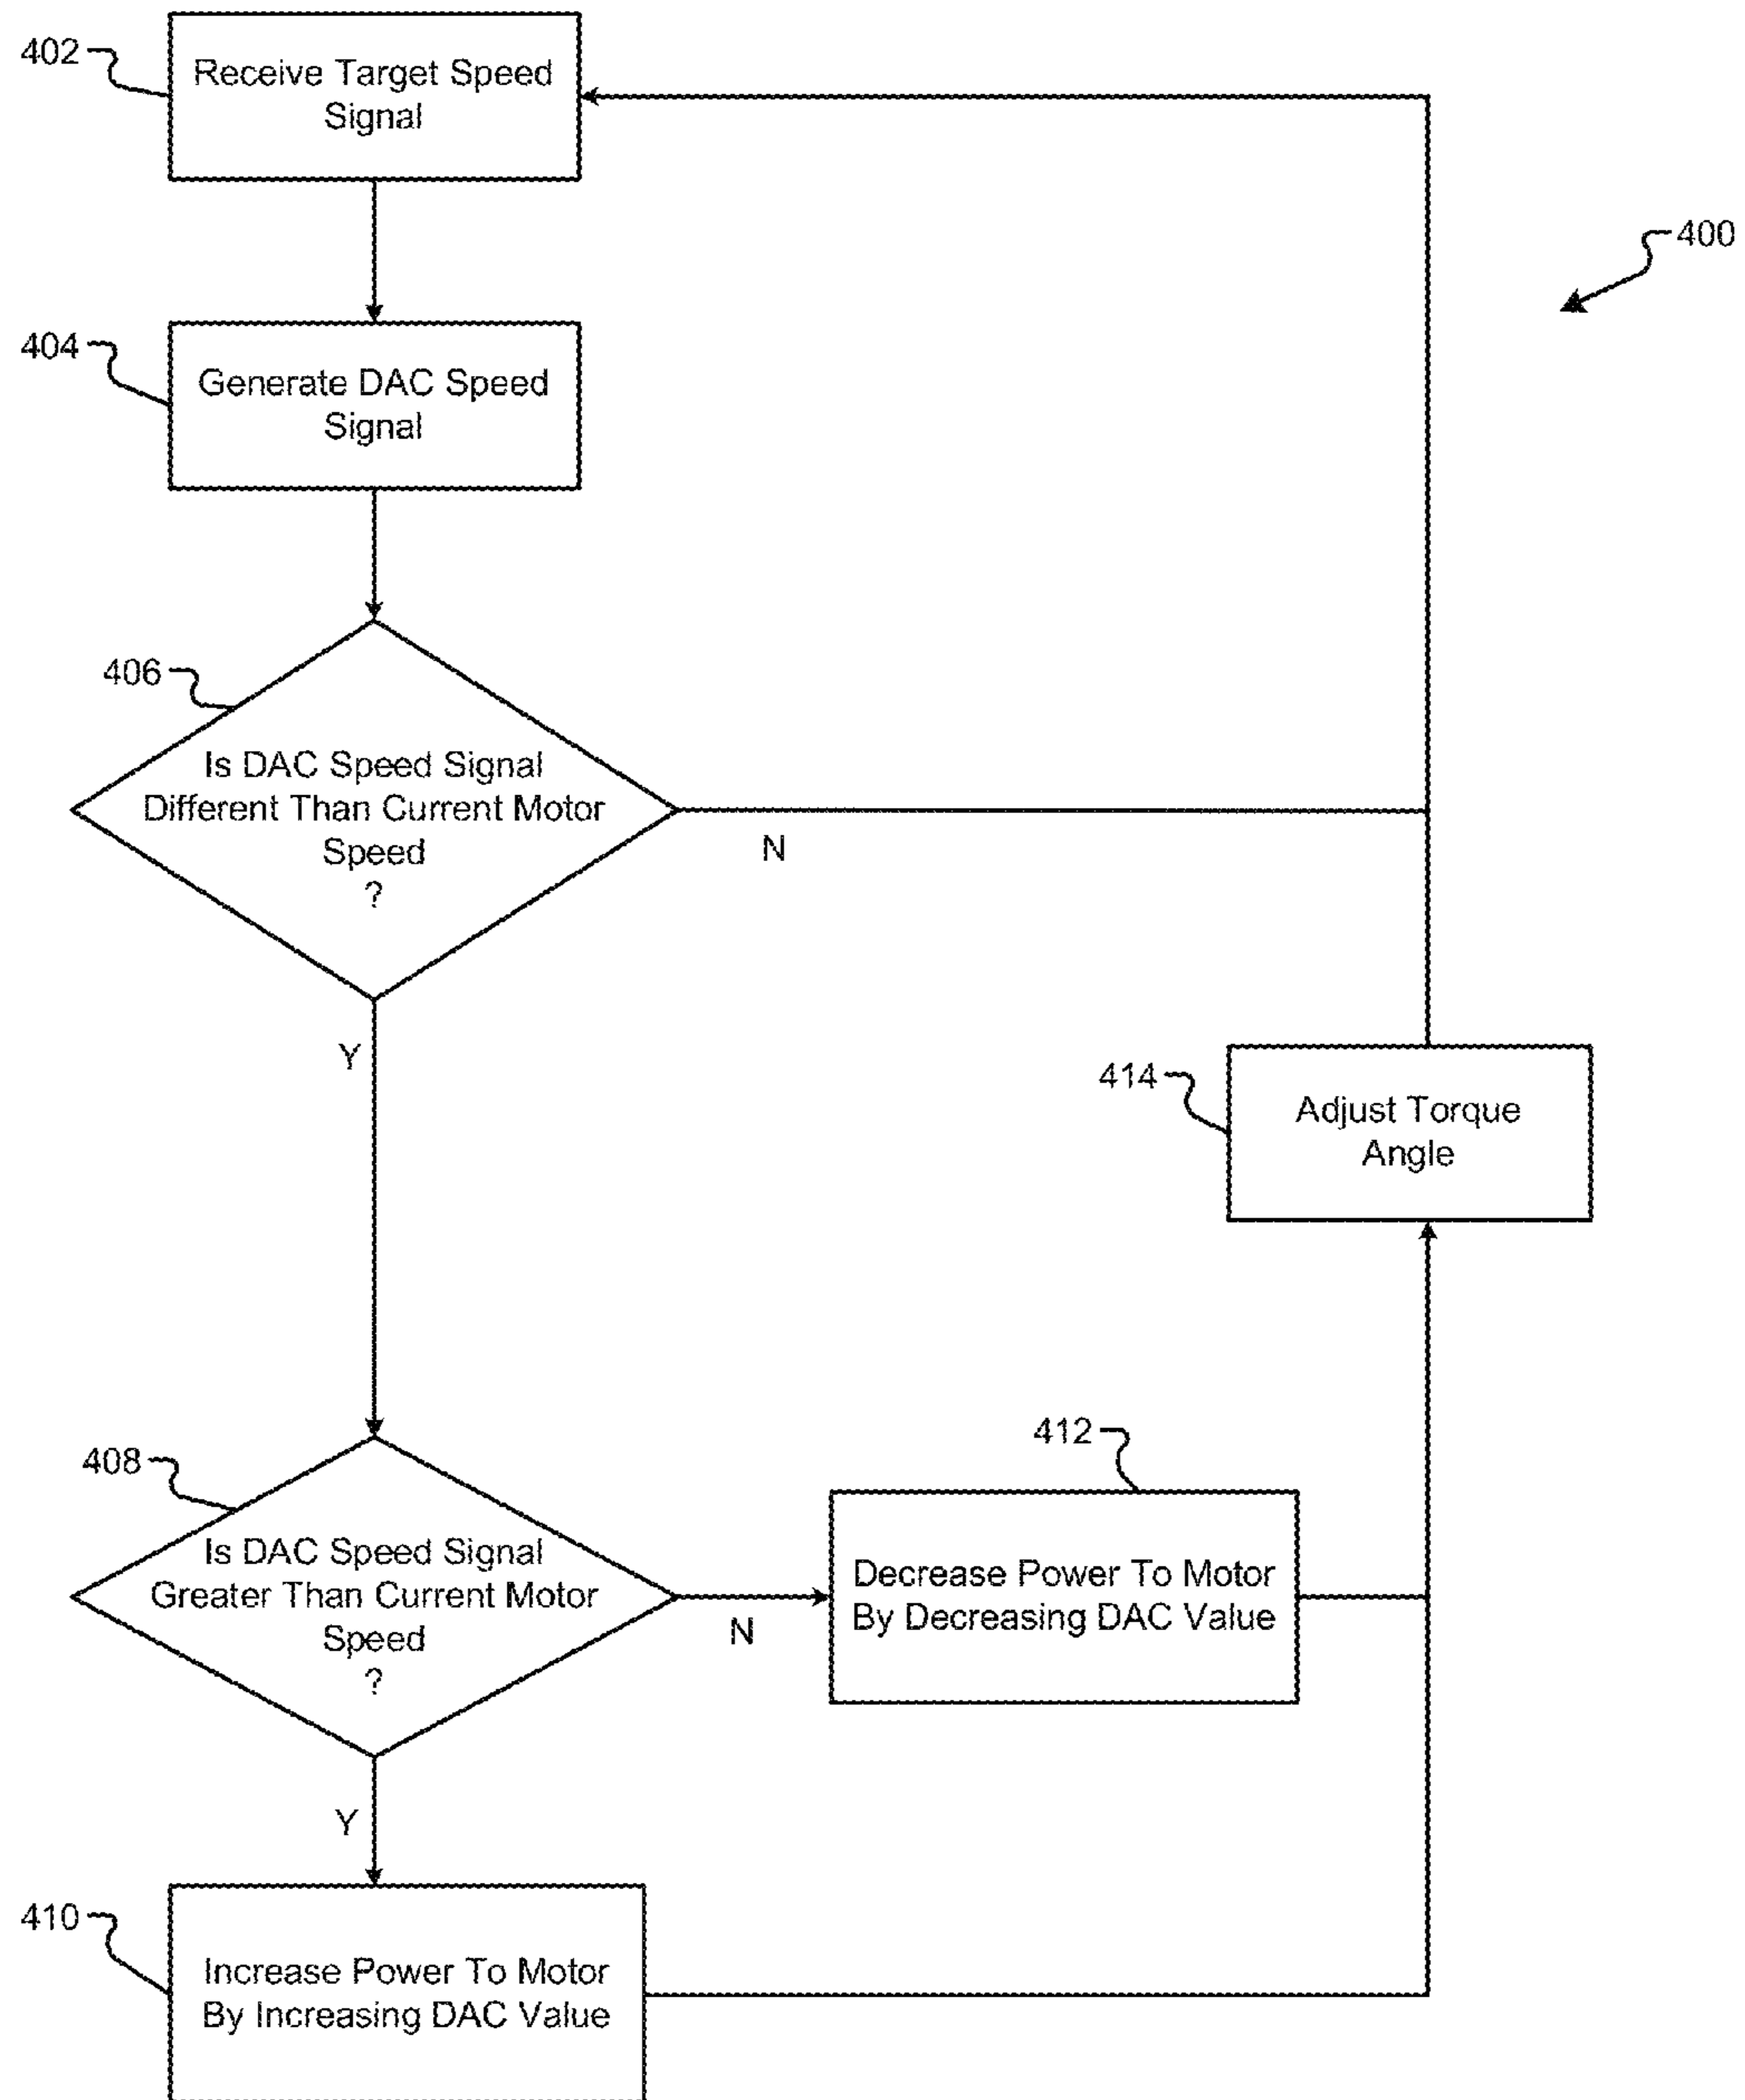 402
Receive Target Speed
Signal
400
404
Generate DAC Speed
Signal
406
Is DAC Speed Signal
Different Than Current Motor
Speed
?
N
Y
414
Adjust Torque
Angle
408
Is DAC Speed Signal
Greater Than Current Motor
Speed
?
N
412
Decrease Power To Motor
By Decreasing DAC Value
Y
410
Increase Power To Motor
By Increasing DAC Value